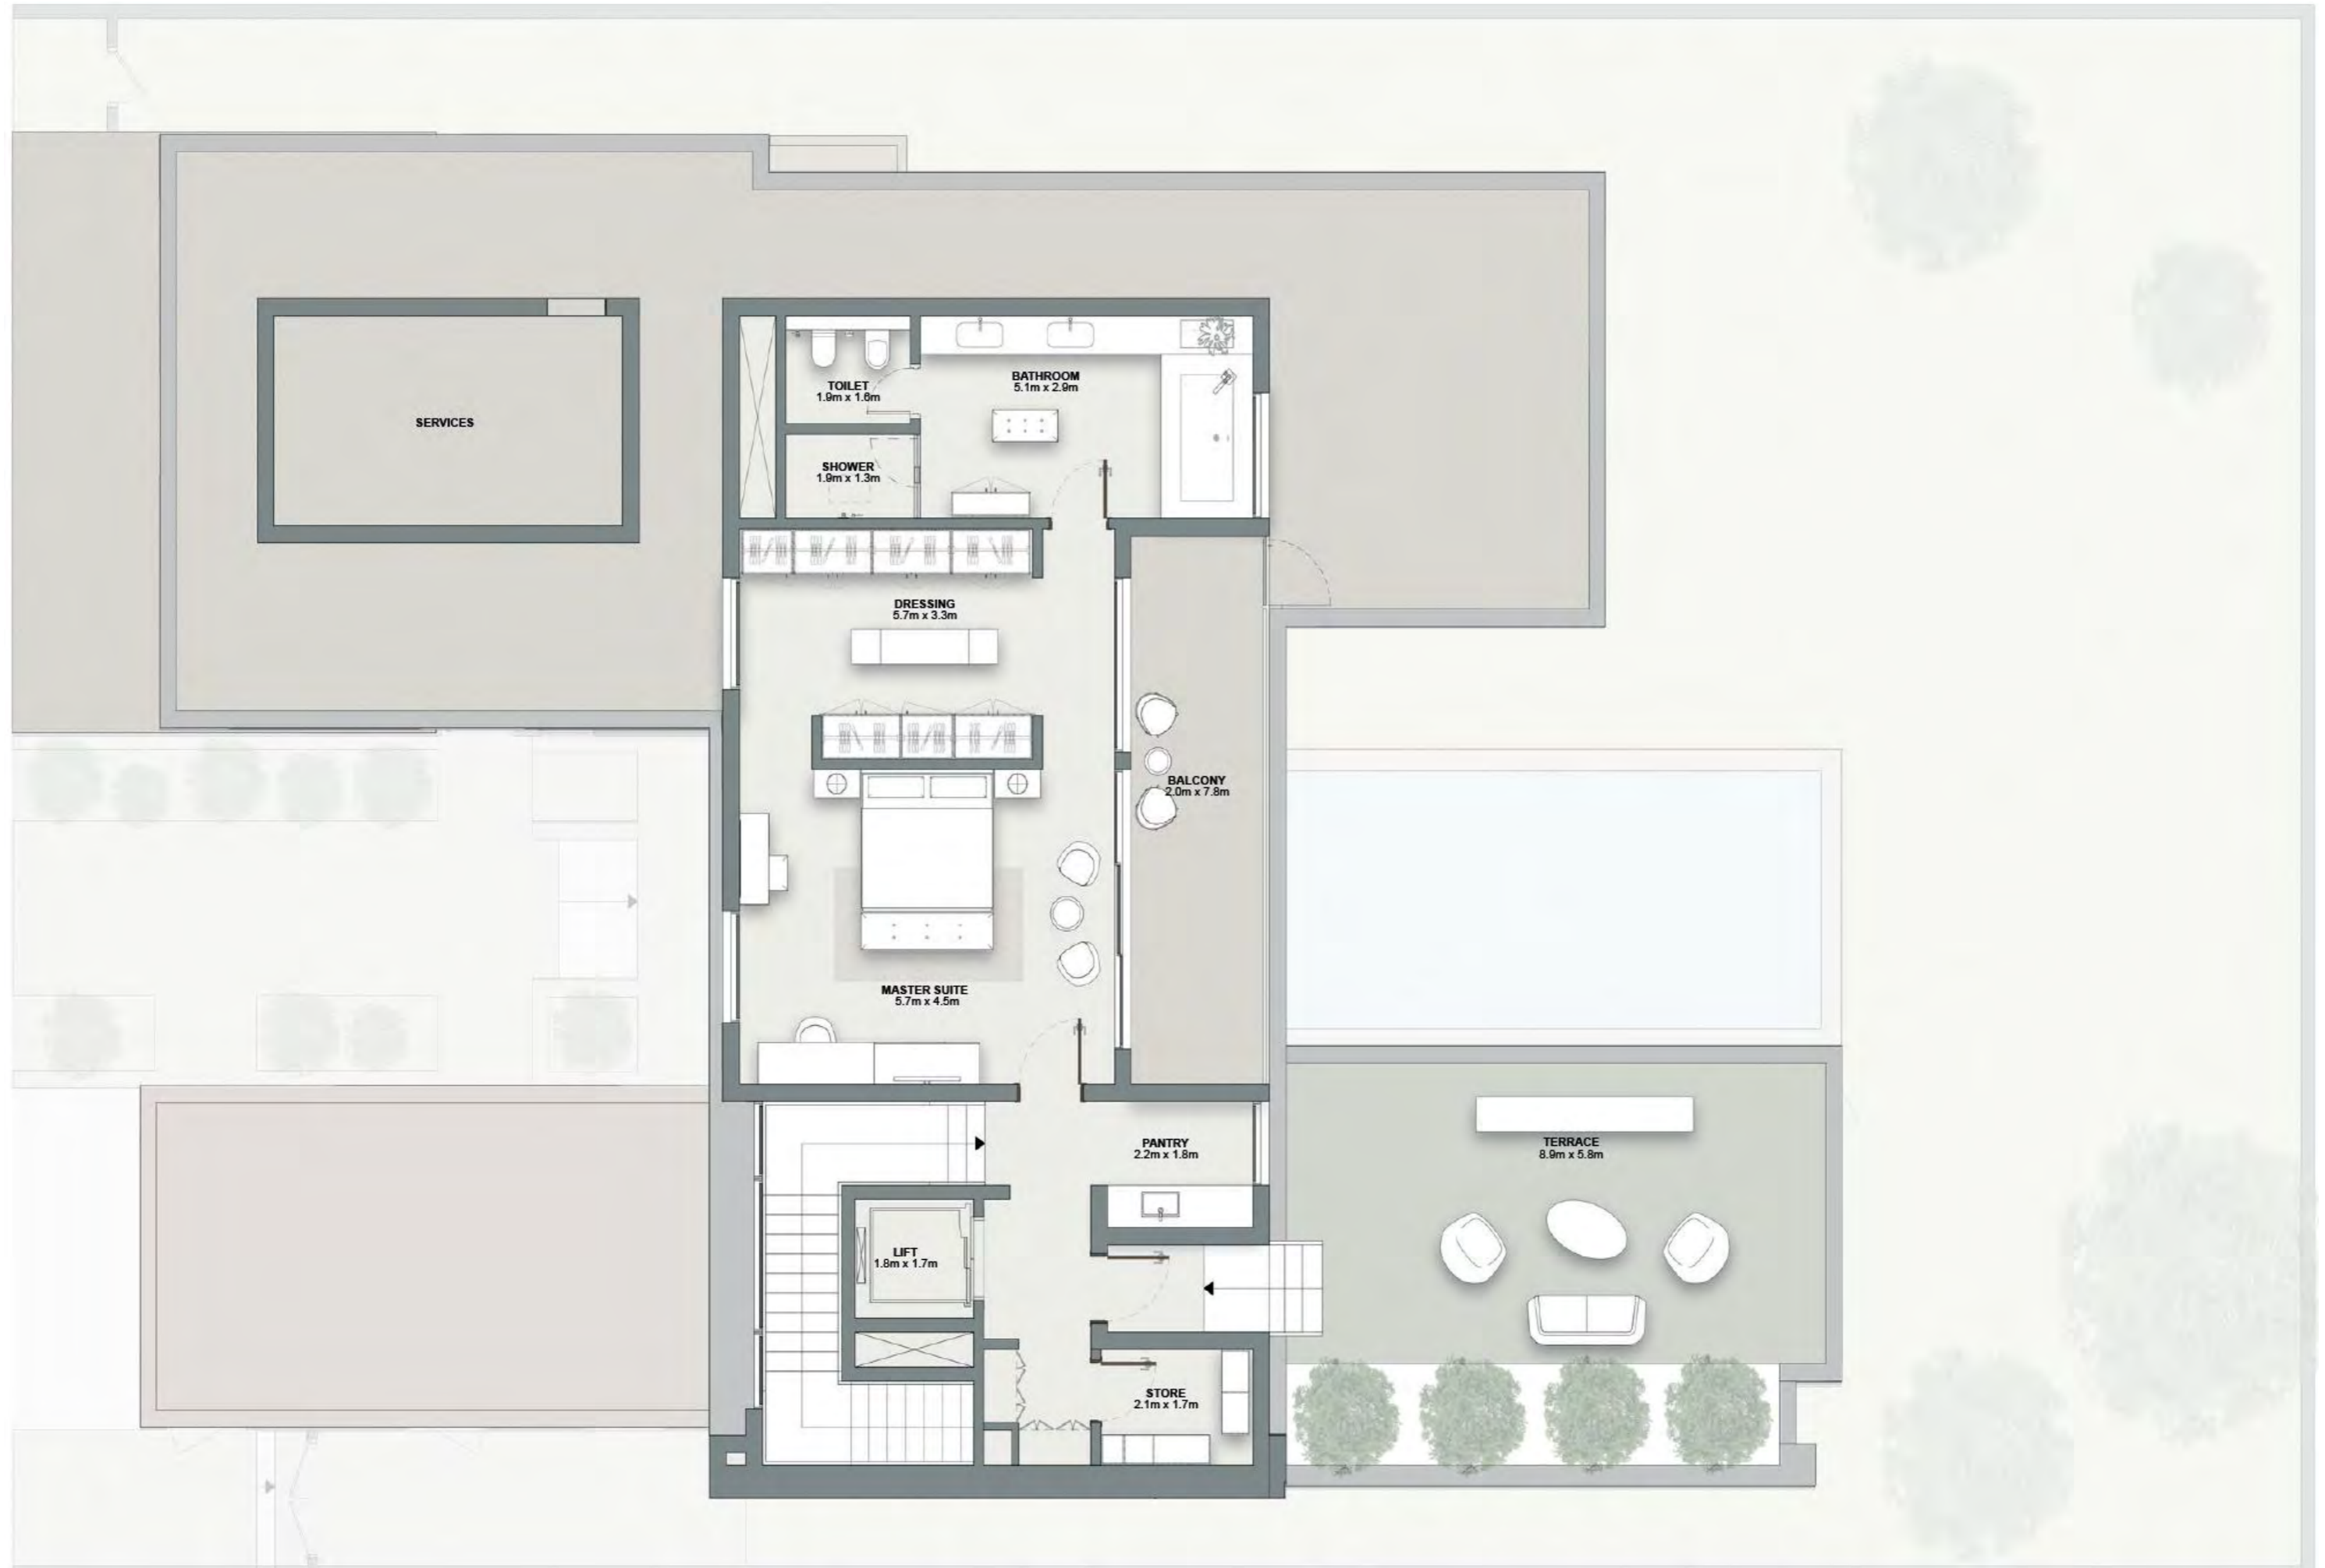 SERVICES
TOILET
1.9m x 1.6m
BATHROOM
5.1m x 2.9m
SHOWER
1.9m x 1.3m
DRESSING
5.7m x 3.3m
BALCONY
2.0m x 7.8m
MASTER SUITE
5.7m x 4.5m
PANTRY
2.2m x 1.8m
TERRACE
8.9m x 5.8m
LIFT
1.8m x 1.7m
STORE
2.1m x 1.7m